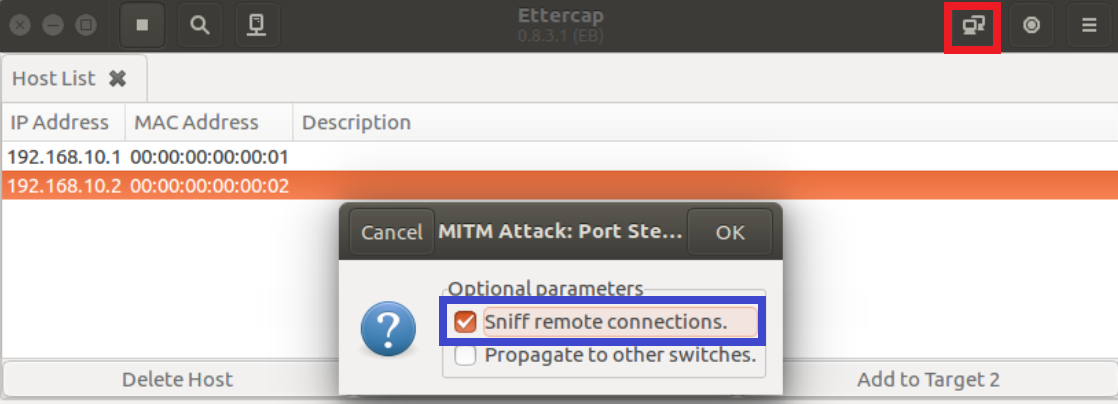 Ettercap
0.8.3.1 (EB)
Host List
IP Address MAC Address Description
192.168.10.1 00:00:00:00:00:01
192.168.10.2 00:00:00:00:00:02
Cancel MITM Attack: Port Ste... OK
Optional parameters
Sniff remote connections.
Propagate to other switches.
Delete Host Add to Target 2